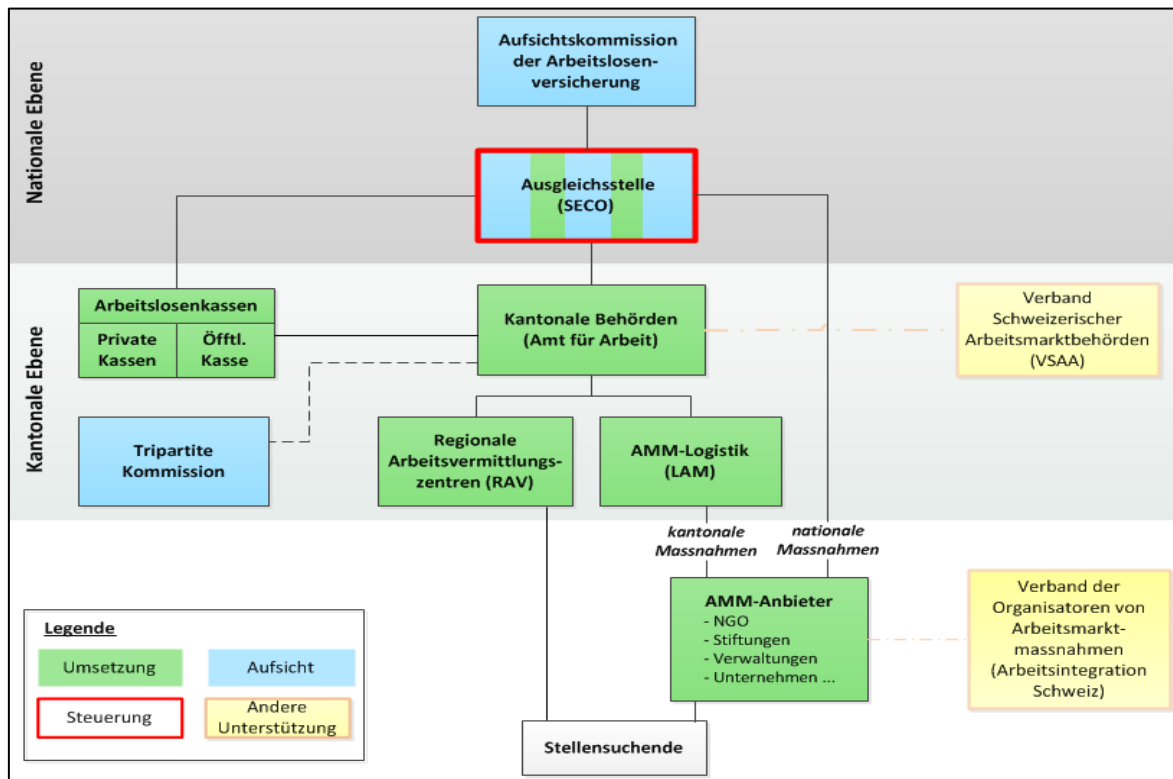 Nationale Ebene
Aufsichtskommission
der Arbeitslosen-
versicherung
Ausgleichsstelle
(SECO)
Kantonale Ebene
Arbeitslosenkassen
Private
Kassen
Öfftl.
Kasse
Kantonale Behörden
(Amt für Arbeit)
Verband
Schweizerischer
Arbeitsmarktbehörden
(VSAA)
Tripartite
Kommission
Regionale
Arbeitsvermittlungs-
zentren (RAV)
AMM-Logistik
(LAM)
kantonale
Massnahmen
nationale
Massnahmen
AMM-Anbieter
- NGO
- Stiftungen
- Verwaltungen
- Unternehmen ...
Verband der
Organisatoren von
Arbeitsmarkt-
massnahmen
(Arbeitsintegration
Schweiz)
Legende
Umsetzung
Aufsicht
Steuerung
Andere
Unterstützung
Stellensuchende